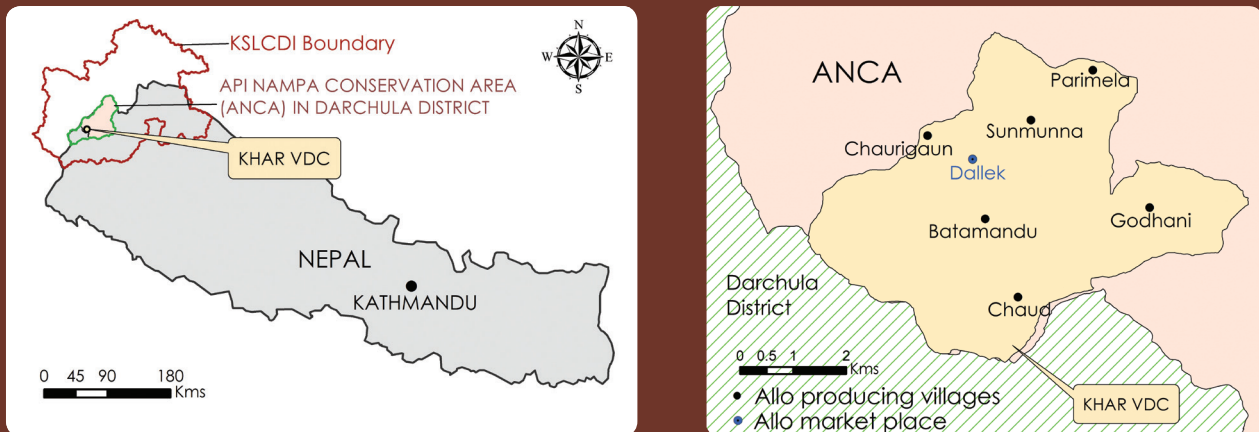 N
W E
S
KSLCDI Boundary
API NAMPA CONSERVATION AREA
(ANCA) IN DARCHULA DISTRICT
KHAR VDC
NEPAL
KATHMANDU
0 45 90 180
Kms
ANCA
Parimela
Sunmunna
Chaurigaun
Dallek
Godhani
Batamandu
Darchula
District
Chaud
0 0.5 1 2
Kms
KHAR VDC
Allo producing villages
Allo market place